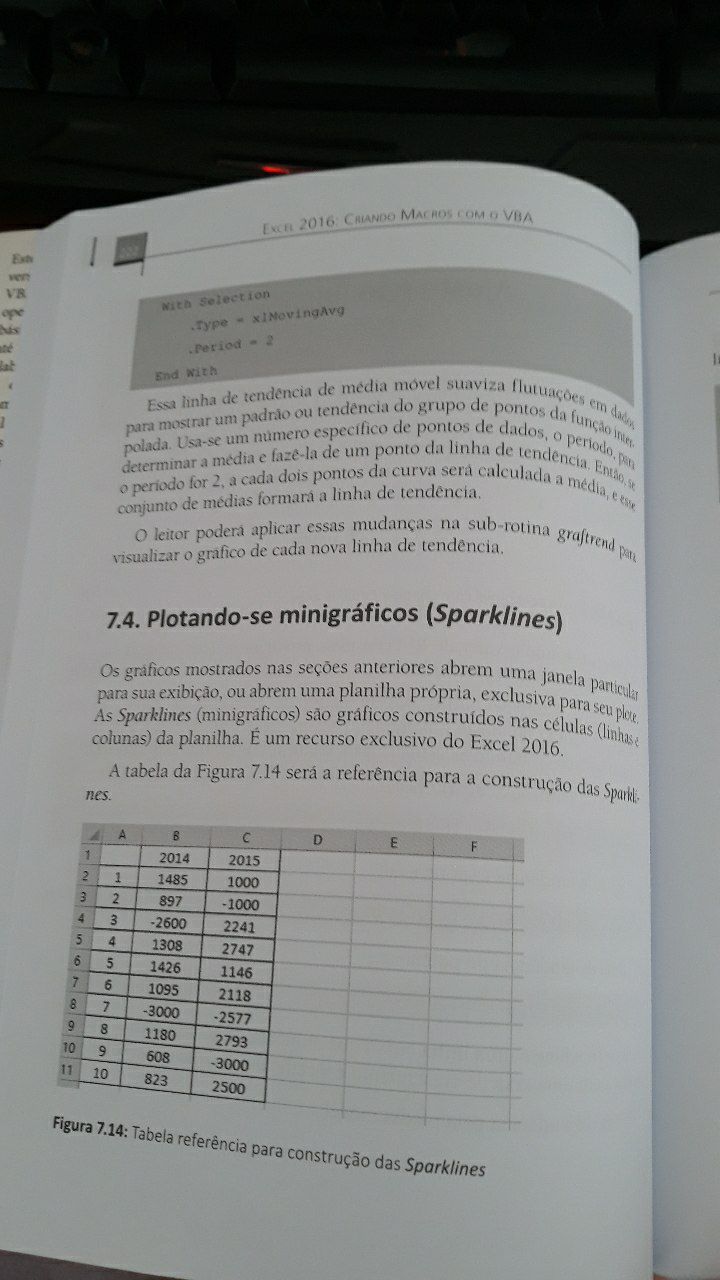 EXCEL 2016: CRIANDO MACROS COM O VBA
222
With Selection
.Type = xlMovingAvg
.Period = 2
End With
Essa linha de tendência de média móvel suaviza flutuações em dados
para mostrar um padrão ou tendência do grupo de pontos da função inter-
polada. Usa-se um número específico de pontos de dados, o período, para
determinar a média e fazê-la de um ponto da linha de tendência. Então, se
o período for 2, a cada dois pontos da curva será calculada a média, e esse
conjunto de médias formará a linha de tendência.
O leitor poderá aplicar essas mudanças na sub-rotina graftrend para
visualizar o gráfico de cada nova linha de tendência.
7.4. Plotando-se minigráficos (Sparklines)
Os gráficos mostrados nas seções anteriores abrem uma janela particular
para sua exibição, ou abrem uma planilha própria, exclusiva para seu plote.
As Sparklines (minigráficos) são gráficos construídos nas células (linhas e
colunas) da planilha. É um recurso exclusivo do Excel 2016.
A tabela da Figura 7.14 será a referência para a construção das Sparkli-
nes.
A B C D E F
1 2014 2015
2 1 1485 1000
3 2 897 -1000
4 3 -2600 2241
5 4 1308 2747
6 5 1426 1146
7 6 1095 2118
8 7 -3000 -2577
9 8 1180 2793
10 9 608 -3000
11 10 823 2500
Figura 7.14: Tabela referência para construção das Sparklines